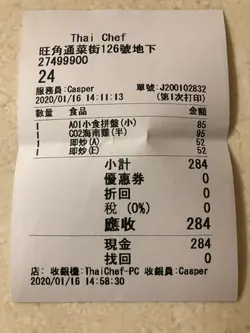 Thai Chef
旺角通菜街126號地下
27499900
24
服務員:Casper 單號:J200102832
2020/01/16 14:11:13 (第1次打印)
數量 食品 金額
1 A01小食拼盤(小) 85
1 C02海南雞(半) 95
1 即炒(A) 52
1 即炒(E) 52
小計 284
優惠券 0
折回 0
稅 (0%) 0
應收 284
現金 284
找回 0
店: 收銀機:ThaiChef-PC 收銀員:Casper
2020/01/16 14:58:30